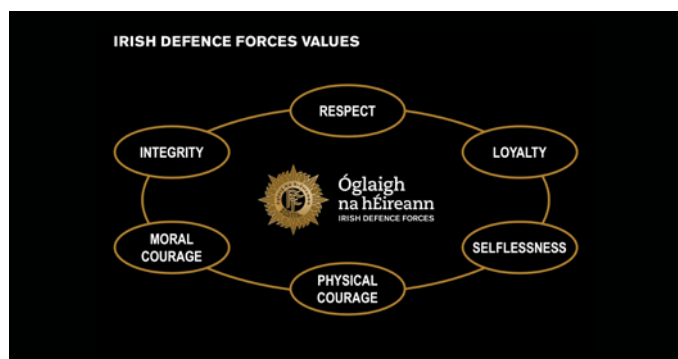 IRISH DEFENCE FORCES VALUES
RESPECT
INTEGRITY
LOYALTY
Óglaigh
na hÉireann
IRISH DEFENCE FORCES
MORAL
COURAGE
SELFLESSNESS
PHYSICAL
COURAGE